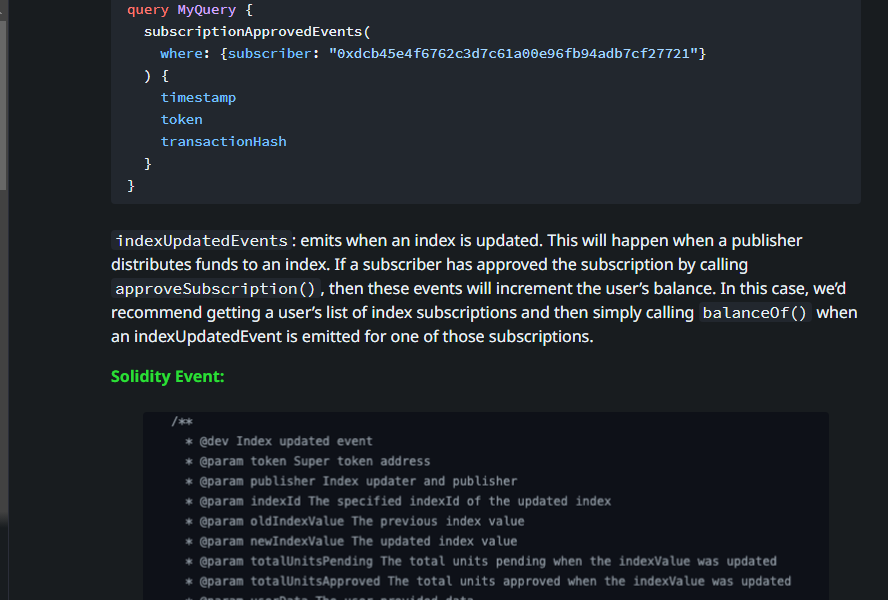 query MyQuery {
subscriptionApprovedEvents(
where: {subscriber: "0xdcb45e4f6762c3d7c61a00e96fb94adb7cf27721"}
) {
timestamp
token
transactionHash
}
}
indexUpdatedEvents: emits when an index is updated. This will happen when a publisher
distributes funds to an index. If a subscriber has approved the subscription by calling
approveSubscription(), then these events will increment the user’s balance. In this case, we’d
recommend getting a user’s list of index subscriptions and then simply calling balanceOf() when
an indexUpdatedEvent is emitted for one of those subscriptions.
Solidity Event:
/**
* @dev Index updated event
* @param token Super token address
* @param publisher Index updater and publisher
* @param indexId The specified indexId of the updated index
* @param oldIndexValue The previous index value
* @param newIndexValue The updated index value
* @param totalUnitsPending The total units pending when the indexValue was updated
* @param totalUnitsApproved The total units approved when the indexValue was updated
* @param userData The user provided data